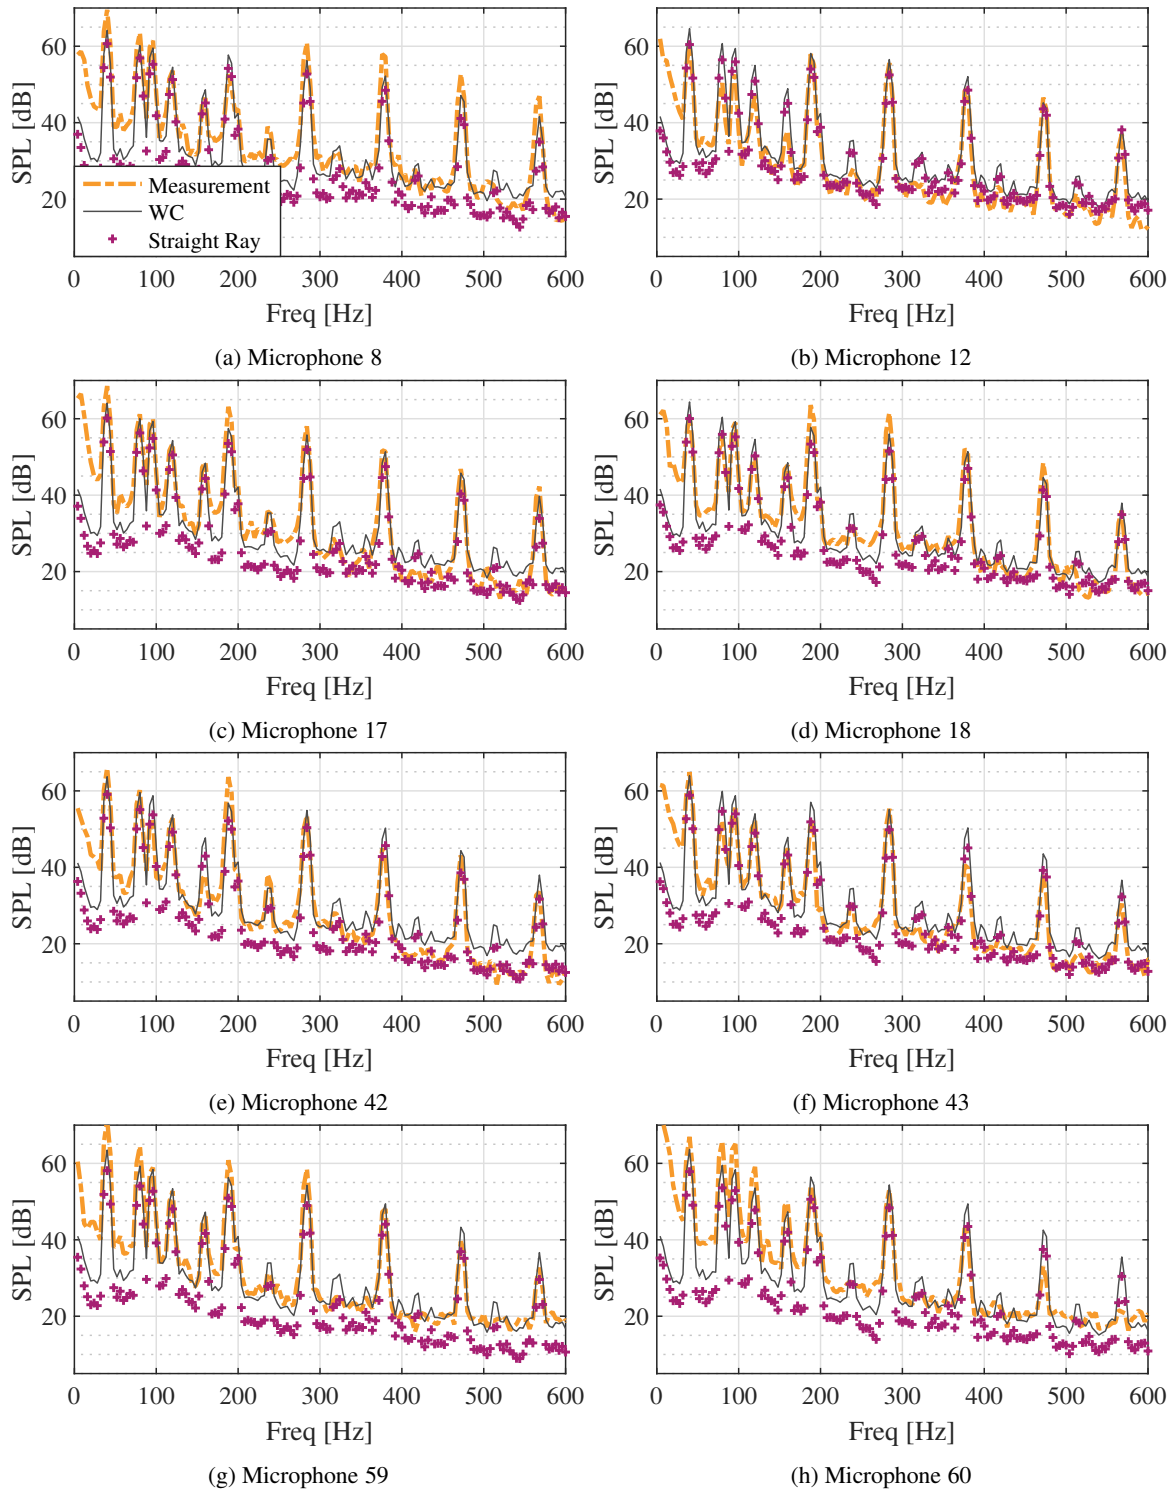 60
40
20
SPL [dB]
Measurement
WC
Straight Ray
0 100 200 300 400 500 600
Freq [Hz]
(a) Microphone 8
60
40
20
SPL [dB]
0 100 200 300 400 500 600
Freq [Hz]
(b) Microphone 12
60
40
20
SPL [dB]
0 100 200 300 400 500 600
Freq [Hz]
(c) Microphone 17
60
40
20
SPL [dB]
0 100 200 300 400 500 600
Freq [Hz]
(d) Microphone 18
60
40
20
SPL [dB]
0 100 200 300 400 500 600
Freq [Hz]
(e) Microphone 42
60
40
20
SPL [dB]
0 100 200 300 400 500 600
Freq [Hz]
(f) Microphone 43
60
40
20
SPL [dB]
0 100 200 300 400 500 600
Freq [Hz]
(g) Microphone 59
60
40
20
SPL [dB]
0 100 200 300 400 500 600
Freq [Hz]
(h) Microphone 60